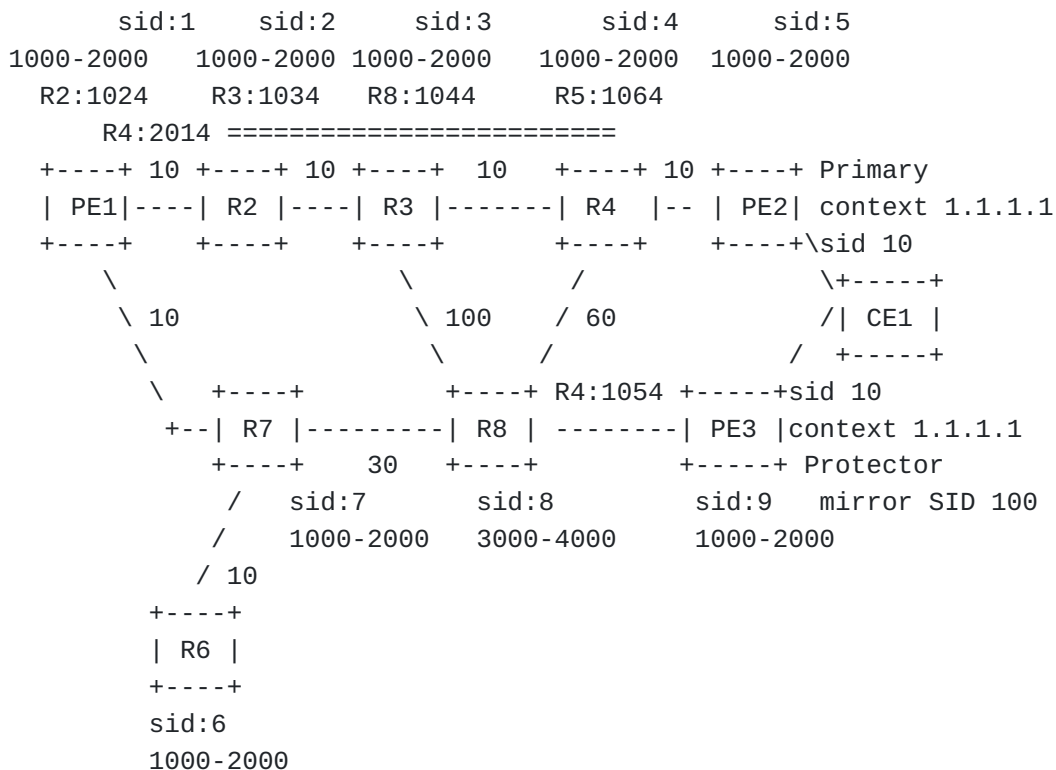 sid:1    sid:2     sid:3       sid:4      sid:5
1000-2000   1000-2000 1000-2000   1000-2000  1000-2000
R2:1024    R3:1034   R8:1044     R5:1064
R4:2014 =========================
+----+ 10 +----+ 10 +----+  10   +----+ 10 +----+ Primary
| PE1|----| R2 |----| R3 |-------| R4  |-- | PE2| context 1.1.1.1
+----+    +----+    +----+       +----+    +----+\sid 10
\                   \          /               \+-----+
\ 10                \ 100    / 60             /| CE1 |
\                   \      /               /  +-----+
\   +----+         +----+ R4:1054 +-----+sid 10
+--| R7 |---------| R8 | --------| PE3 |context 1.1.1.1
+----+    30   +----+           +-----+ Protector
/   sid:7       sid:8           sid:9   mirror SID 100
/    1000-2000   3000-4000       1000-2000
/ 10
+----+
| R6 |
+----+
sid:6
1000-2000